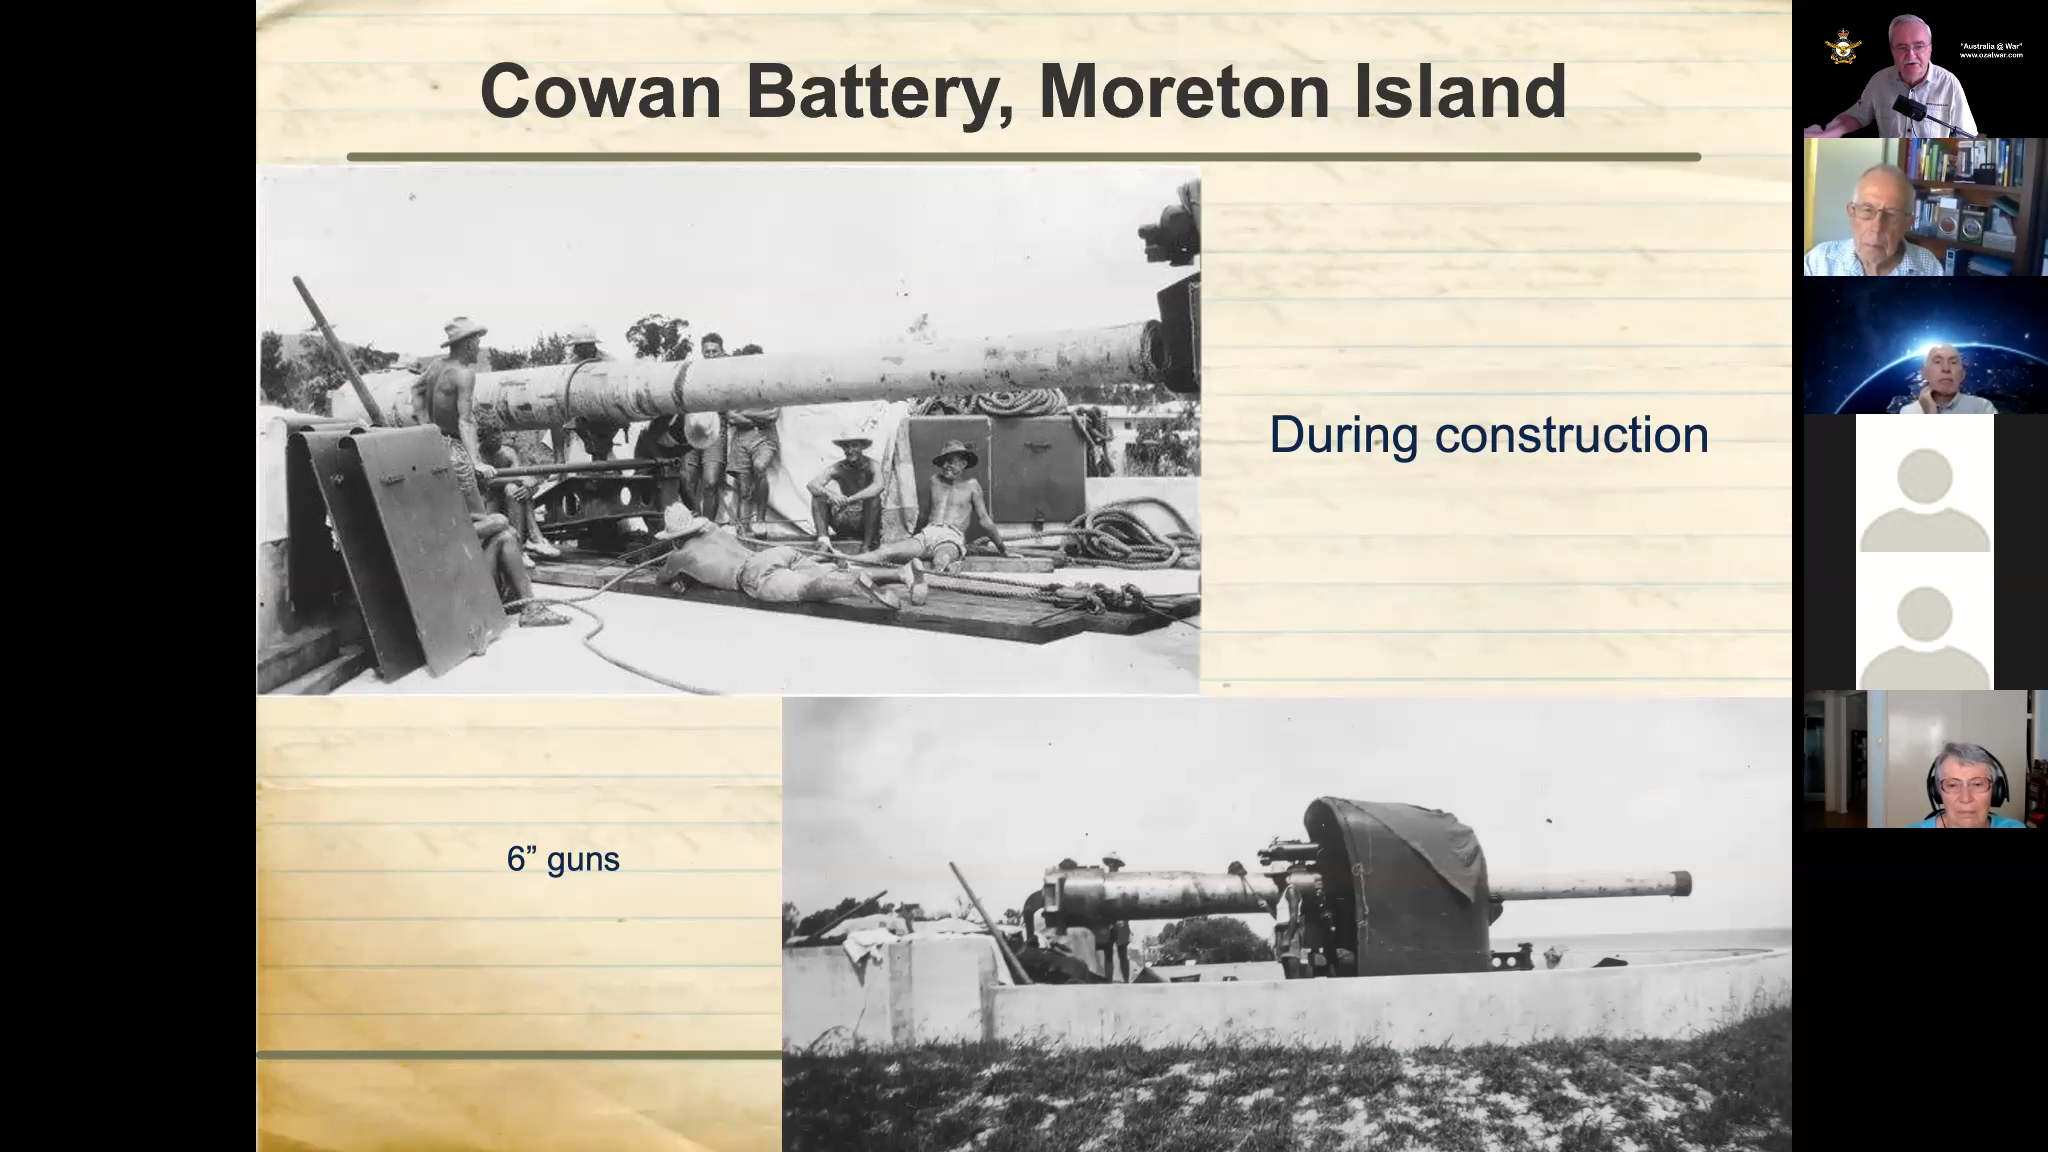 Cowan Battery, Moreton Island
During construction
6” guns
"Australia @ War"
www.ozatwar.com